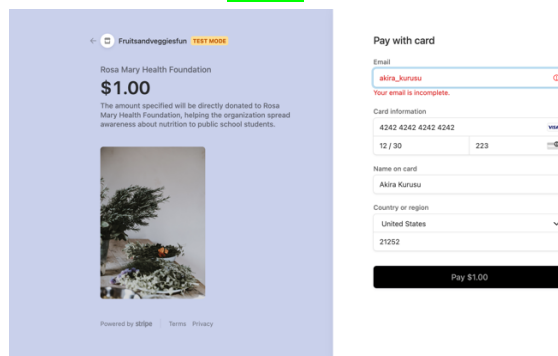 Fruitsandveggiesfun TEST MODE
Rosa Mary Health Foundation
$1.00
The amount specified will be directly donated to Rosa
Mary Health Foundation, helping the organization spread
awareness about nutrition to public school students.
Powered by stripe Terms Privacy
Pay with card
Email
akira_kurusu
Your email is incomplete.
Card information
4242 4242 4242 4242 VISA
12 / 30 223
Name on card
Akira Kurusu
Country or region
United States
21252
Pay $1.00